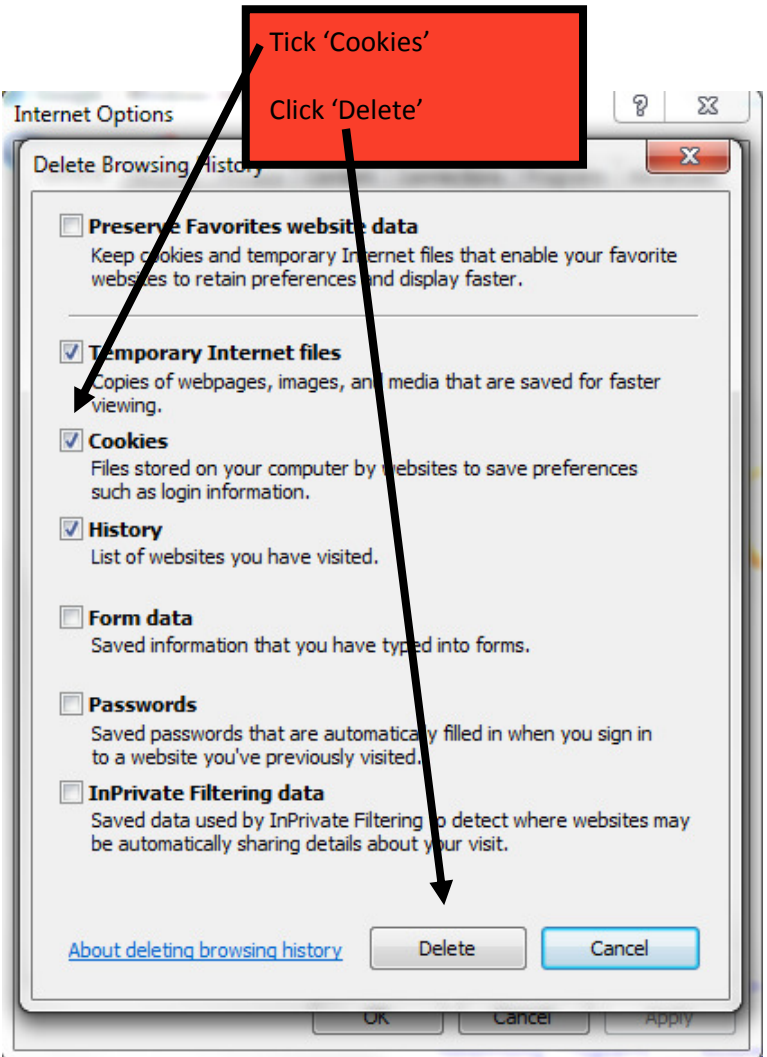 Tick ‘Cookies’
Click ‘Delete’
Internet Options
Delete Browsing History
Preserve Favorites website data
Keep cookies and temporary Internet files that enable your favorite
websites to retain preferences and display faster.
Temporary Internet files
Copies of webpages, images, and media that are saved for faster
viewing.
Cookies
Files stored on your computer by websites to save preferences
such as login information.
History
List of websites you have visited.
Form data
Saved information that you have typed into forms.
Passwords
Saved passwords that are automatically filled in when you sign in
to a website you've previously visited.
InPrivate Filtering data
Saved data used by InPrivate Filtering to detect where websites may
be automatically sharing details about your visit.
About deleting browsing history Delete Cancel
OK Cancel Apply